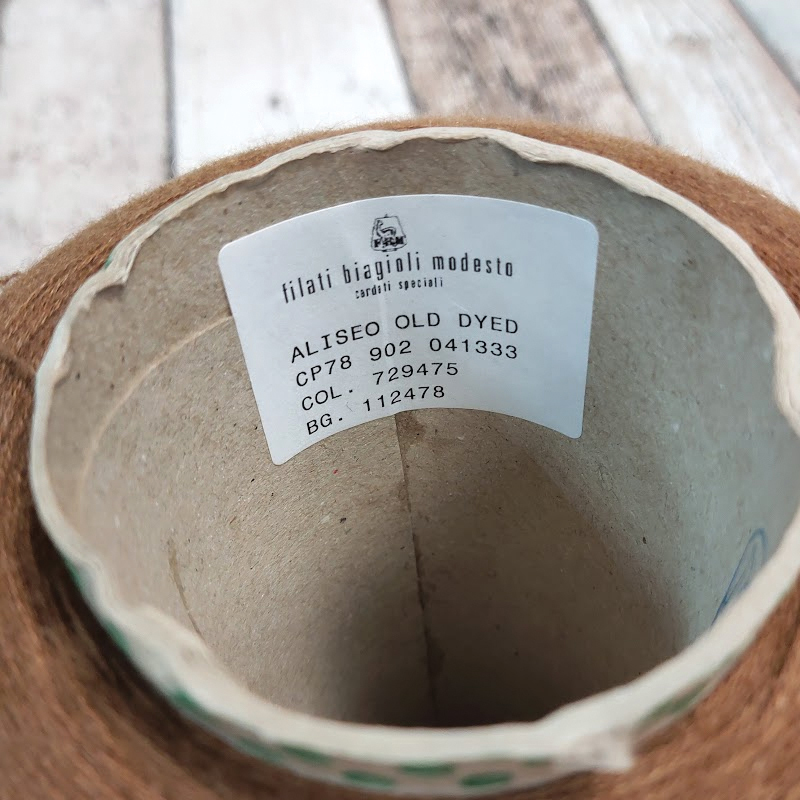 FBM
filati biagioli modesto
cardati speciali
ALISEO OLD DYED
CP78 902 041333
COL. 729475
BG. 112478